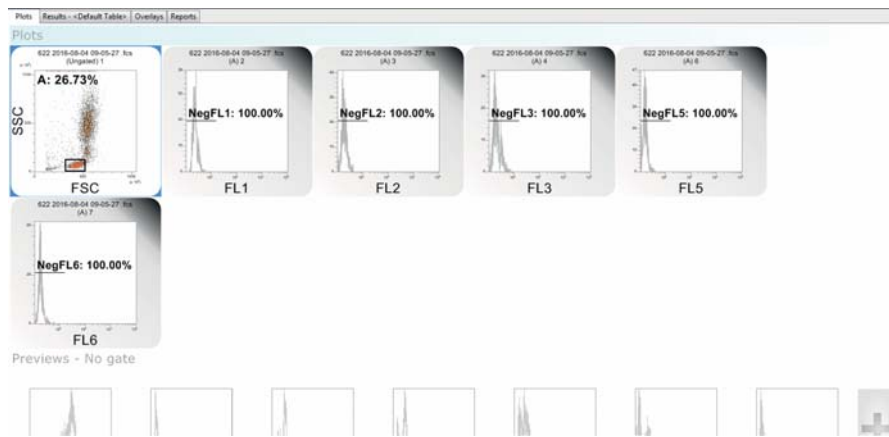 Plots Results - <Default Table> Overlays Reports
Plots
622 2016-08-04 09-05-27 .fcs
(Ungated) 1
A: 26.73%
SSC
FSC
622 2016-08-04 09-05-27 .fcs
(A) 2
NegFL1: 100.00%
FL1
622 2016-08-04 09-05-27 .fcs
(A) 3
NegFL2: 100.00%
FL2
622 2016-08-04 09-05-27 .fcs
(A) 4
NegFL3: 100.00%
FL3
622 2016-08-04 09-05-27 .fcs
(A) 6
NegFL5: 100.00%
FL5
622 2016-08-04 09-05-27 .fcs
(A) 7
NegFL6: 100.00%
FL6
Previews - No gate